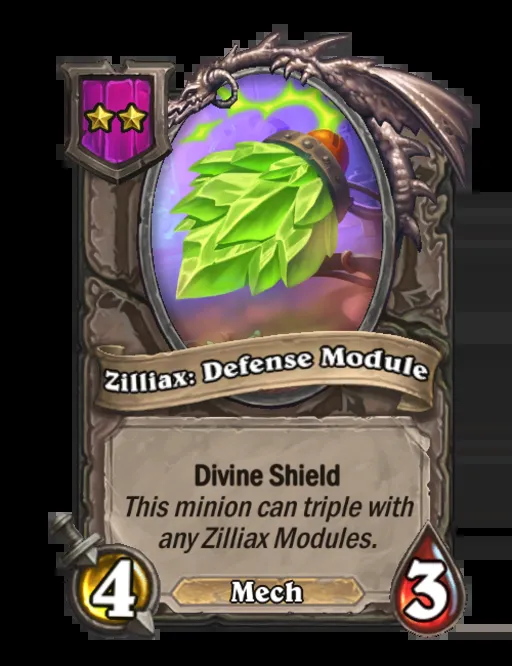 Zilliax: Defense Module
Divine Shield
This minion can triple with
any Zilliax Modules.
4
Mech
3